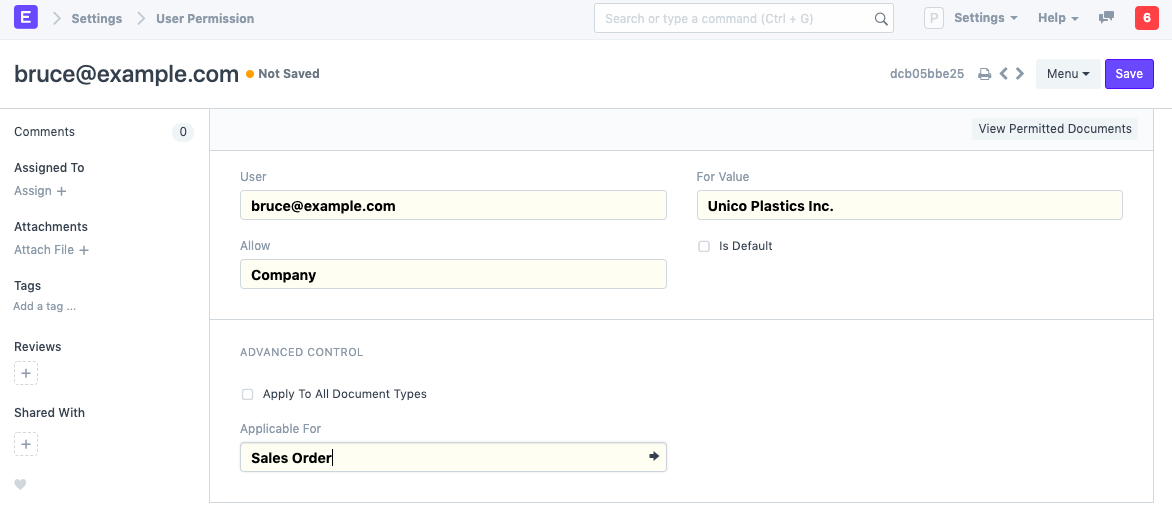 E Settings User Permission Search or type a command (Ctrl + G) P Settings Help 6
bruce@example.com Not Saved dcb05bbe25 Menu Save
Comments 0
View Permitted Documents
Assigned To
Assign +
Attachments
Attach File +
Tags
Add a tag ...
Reviews
+
Shared With
+
User
bruce@example.com
Allow
Company
For Value
Unico Plastics Inc.
Is Default
ADVANCED CONTROL
Apply To All Document Types
Applicable For
Sales Order